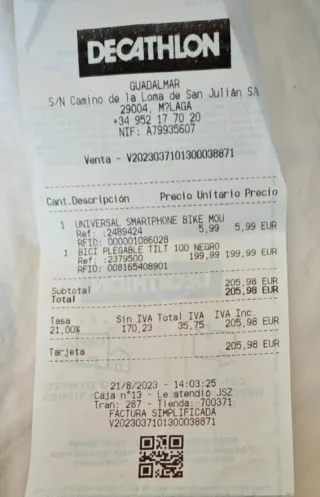 DECATHLON
GUADALMAR
S/N Camino de la Loma de San Julián S/N
29004, M?LAGA
+34 952 17 70 20
NIF: A79935607
Venta - V2023037101300038871
Cant.Descripción Precio Unitario Precio
1 UNIVERSAL SMARTPHONE BIKE MOU
Ref: :2489424 5,99 5,99 EUR
RFID: 000001086028
1 BICI PLEGABLE TILT 100 NEGRO
Ref: :2379500 199,99 199,99 EUR
RFID: 008165408901
Subtotal 205,98 EUR
Total 205,98 EUR
Tasa Sin IVA Total IVA IVA Inc.
21,00% 170,23 35,75 205,98 EUR
Tarjeta 205,98 EUR
21/8/2023 - 14:03:25
Caja n°13 - Le atendió JSZ
Tran: 287 - Tienda: 700371
FACTURA SIMPLIFICADA
V2023037101300038871